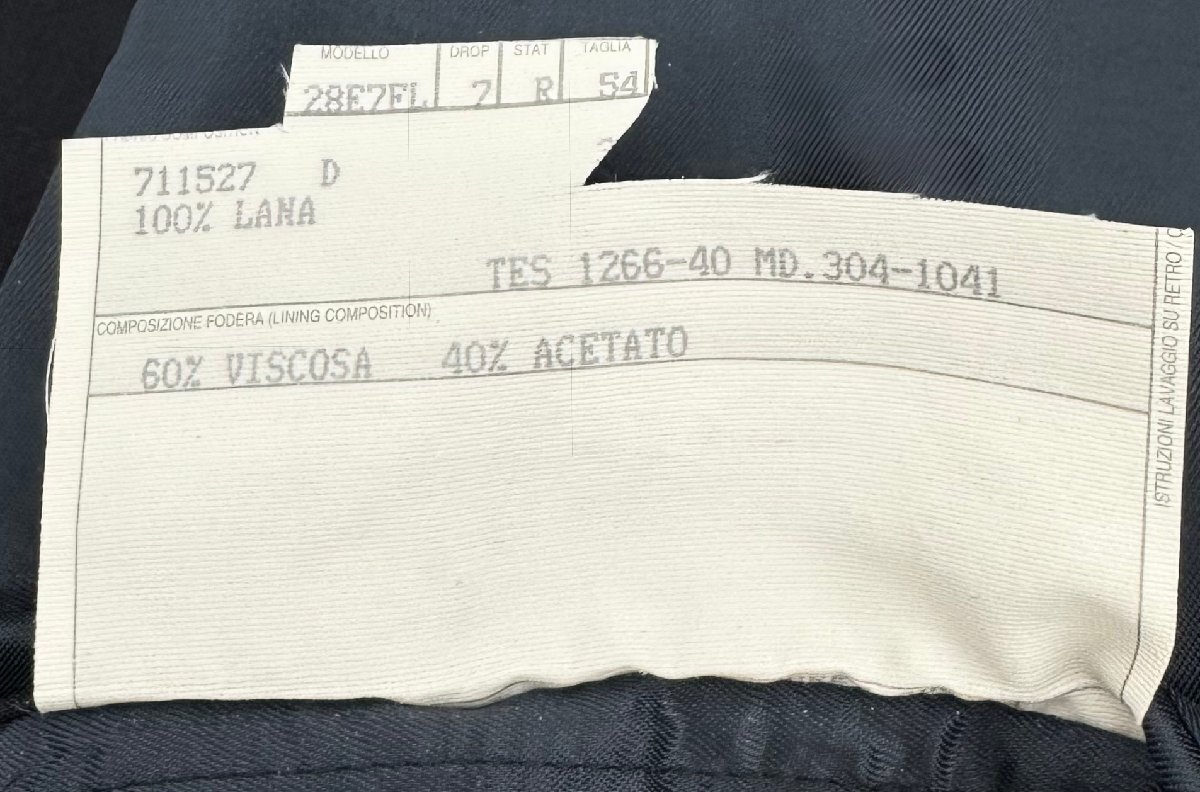 MODELLO DROP STAT TAGLIA
28E7FL 7 R 54
711527 D
100% LANA
TES 1266-40 MD.304-1041
COMPOSIZIONE FODERA (LINING COMPOSITION)
60% VISCOSA 40% ACETATO
ISTRUZIONI LAVAGGIO SU RETRO /